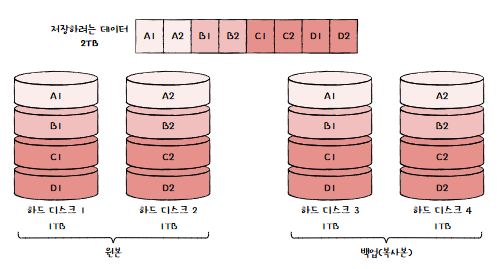 저장하려는 데이터
2TB
A1 A2 B1 B2 C1 C2 D1 D2
A1 A2 A1 A2
B1 B2 B1 B2
C1 C2 C1 C2
D1 D2 D1 D2
하드 디스크 1 하드 디스크 2 하드 디스크 3 하드 디스크 4
1TB 1TB 1TB 1TB
원본 백업(복사본)